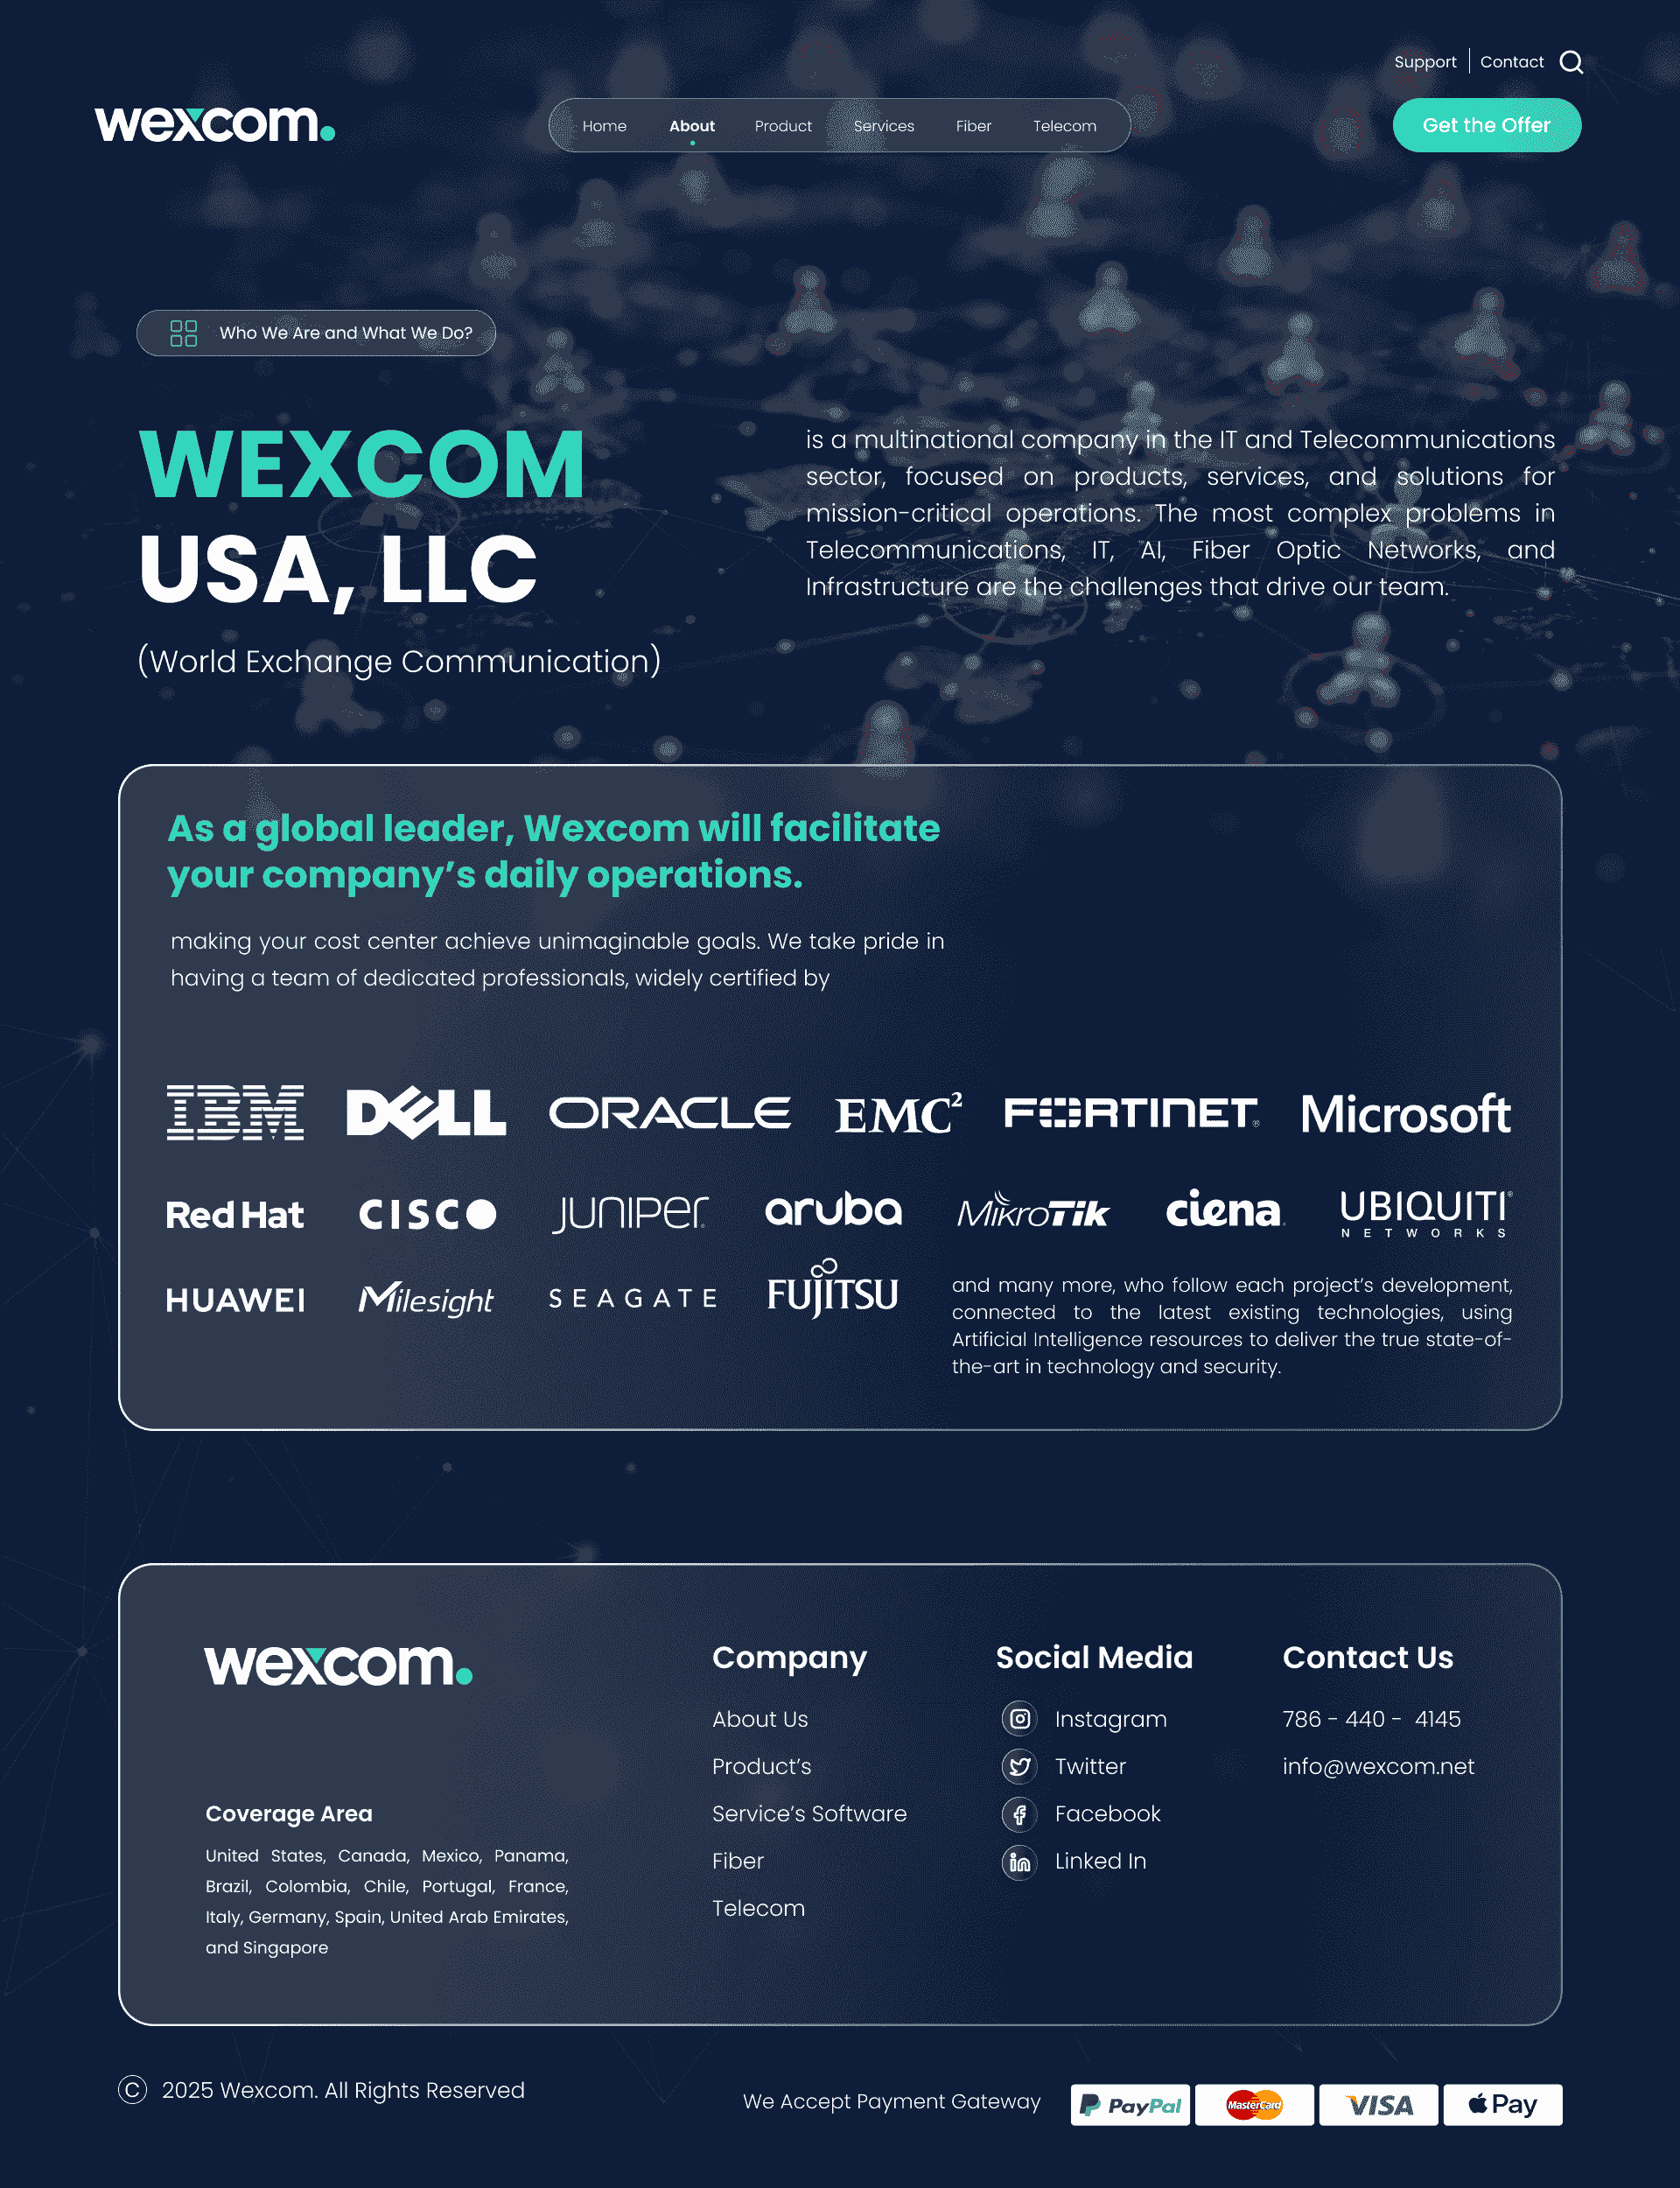 Support | Contact
wexcom.
Home About Product Services Fiber Telecom
Get the Offer
Who We Are and What We Do?
WEXCOM
USA, LLC
(World Exchange Communication)
is a multinational company in the IT and Telecommunications
sector, focused on products, services, and solutions for
mission-critical operations. The most complex problems in
Telecommunications, IT, AI, Fiber Optic Networks, and
Infrastructure are the challenges that drive our team.
As a global leader, Wexcom will facilitate
your company’s daily operations.
making your cost center achieve unimaginable goals. We take pride in
having a team of dedicated professionals, widely certified by
IBM DELL ORACLE EMC² FORTINET® Microsoft
Red Hat CISCO JUNIPEr aruba MikroTik ciena UBIQUITI®
NETWORKS
HUAWEI Milesight SEAGATE FUJITSU
and many more, who follow each project’s development,
connected to the latest existing technologies, using
Artificial Intelligence resources to deliver the true state-of-
the-art in technology and security.
wexcom.
Coverage Area
United States, Canada, Mexico, Panama,
Brazil, Colombia, Chile, Portugal, France,
Italy, Germany, Spain, United Arab Emirates,
and Singapore
Company
About Us
Product’s
Service’s Software
Fiber
Telecom
Social Media
Instagram
Twitter
Facebook
Linked In
Contact Us
786 - 440 - 4145
info@wexcom.net
© 2025 Wexcom. All Rights Reserved
We Accept Payment Gateway
PayPal MasterCard VISA Pay